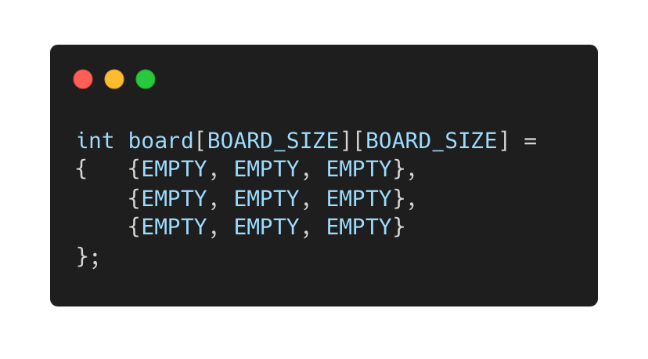 int board[BOARD_SIZE][BOARD_SIZE] =
{   {EMPTY, EMPTY, EMPTY},
    {EMPTY, EMPTY, EMPTY},
    {EMPTY, EMPTY, EMPTY}
};